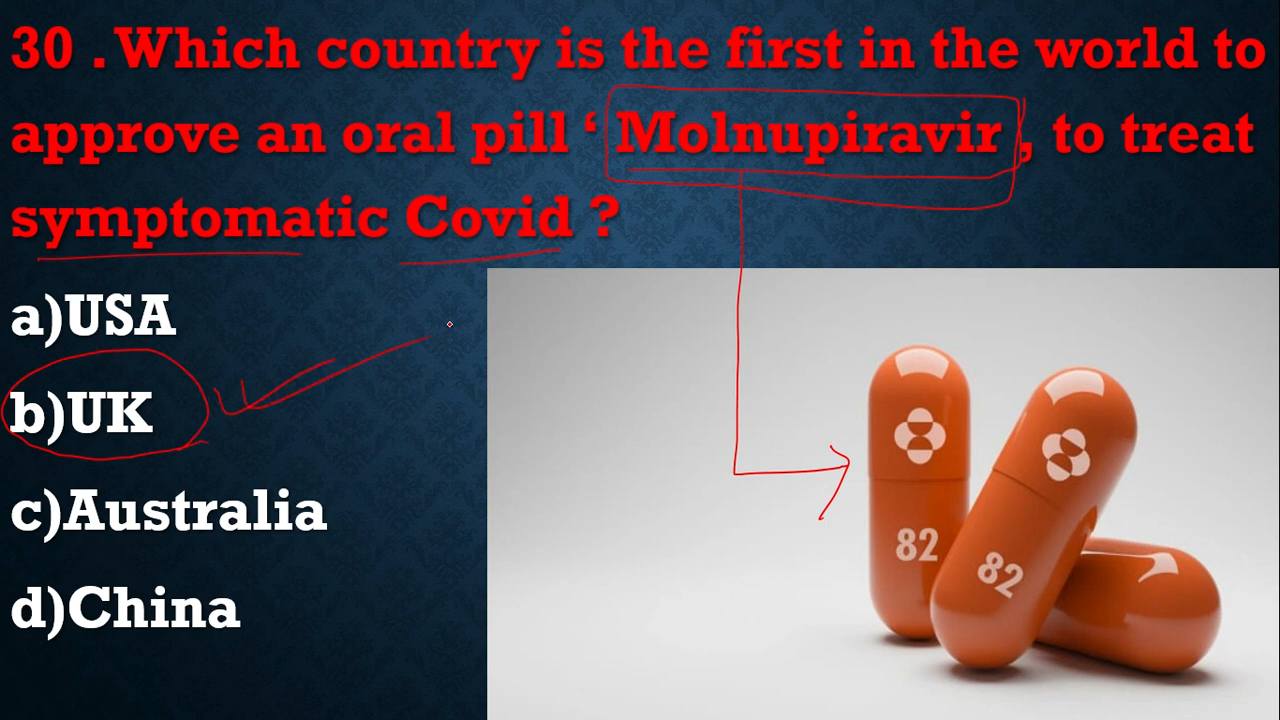 30 . Which country is the first in the world to
approve an oral pill ‘ Molnupiravir , to treat
symptomatic Covid ?
a)USA
b)UK
c)Australia
d)China
82
82